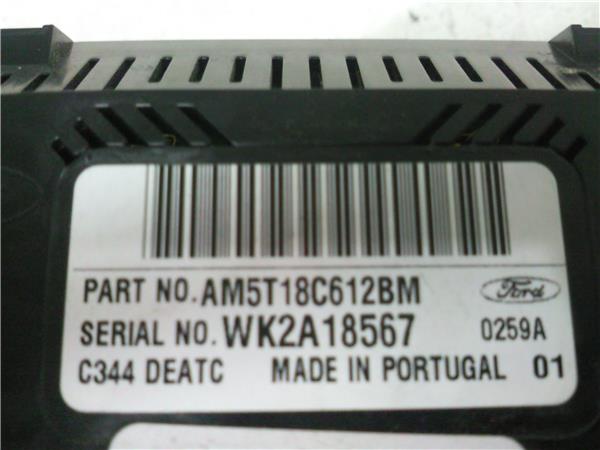 PART NO. AM5T18C612BM Ford
SERIAL NO. WK2A18567 0259A
C344 DEATC MADE IN PORTUGAL 01